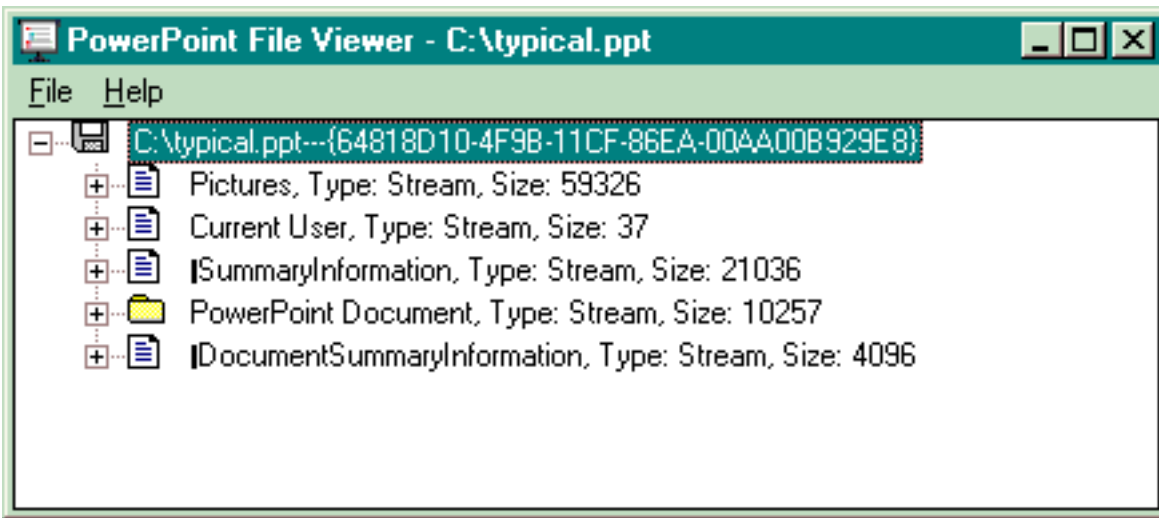 PowerPoint File Viewer - C:\typical.ppt
File Help
C:\typical.ppt---{64818D10-4F9B-11CF-86EA-00AA00B929E8}
Pictures, Type: Stream, Size: 59326
Current User, Type: Stream, Size: 37
SummaryInformation, Type: Stream, Size: 21036
PowerPoint Document, Type: Stream, Size: 10257
DocumentSummaryInformation, Type: Stream, Size: 4096